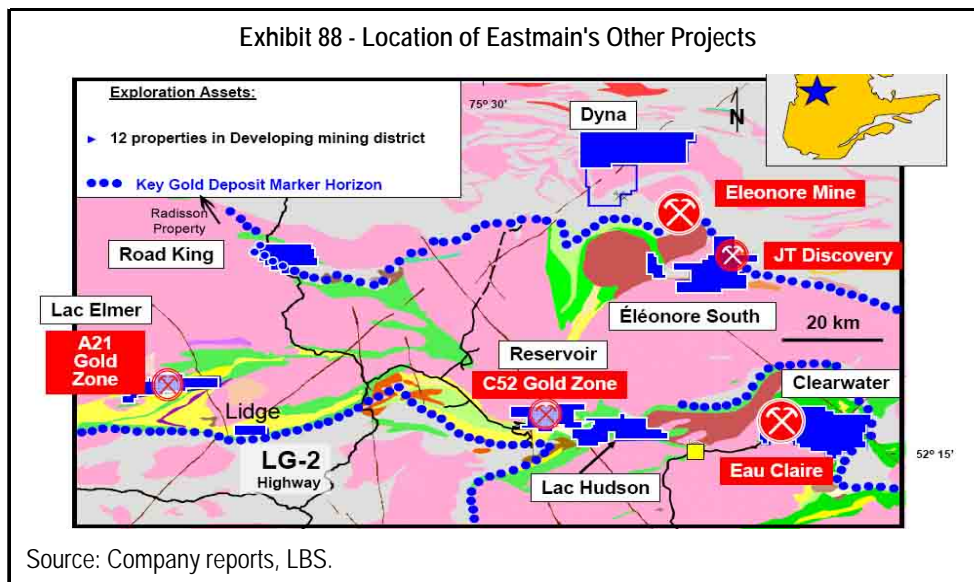 Exhibit 88 - Location of Eastmain's Other Projects
Exploration Assets:
12 properties in Developing mining district
Key Gold Deposit Marker Horizon
75º 30'
N
Dyna
Radisson
Property
Road King
Eleonore Mine
JT Discovery
Éléonore South
20 km
Lac Elmer
A21
Gold
Zone
Reservoir
C52 Gold Zone
Clearwater
Lidge
LG-2
Highway
Lac Hudson
Eau Claire
52º 15'
Source: Company reports, LBS.